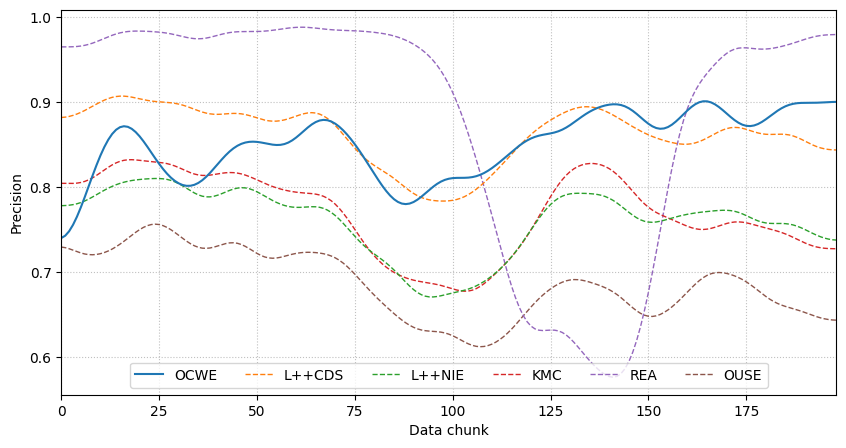 1.0
0.9
0.8
0.7
0.6
Precision
OCWE L++CDS L++NIE KMC REA OUSE
0 25 50 75 100 125 150 175
Data chunk